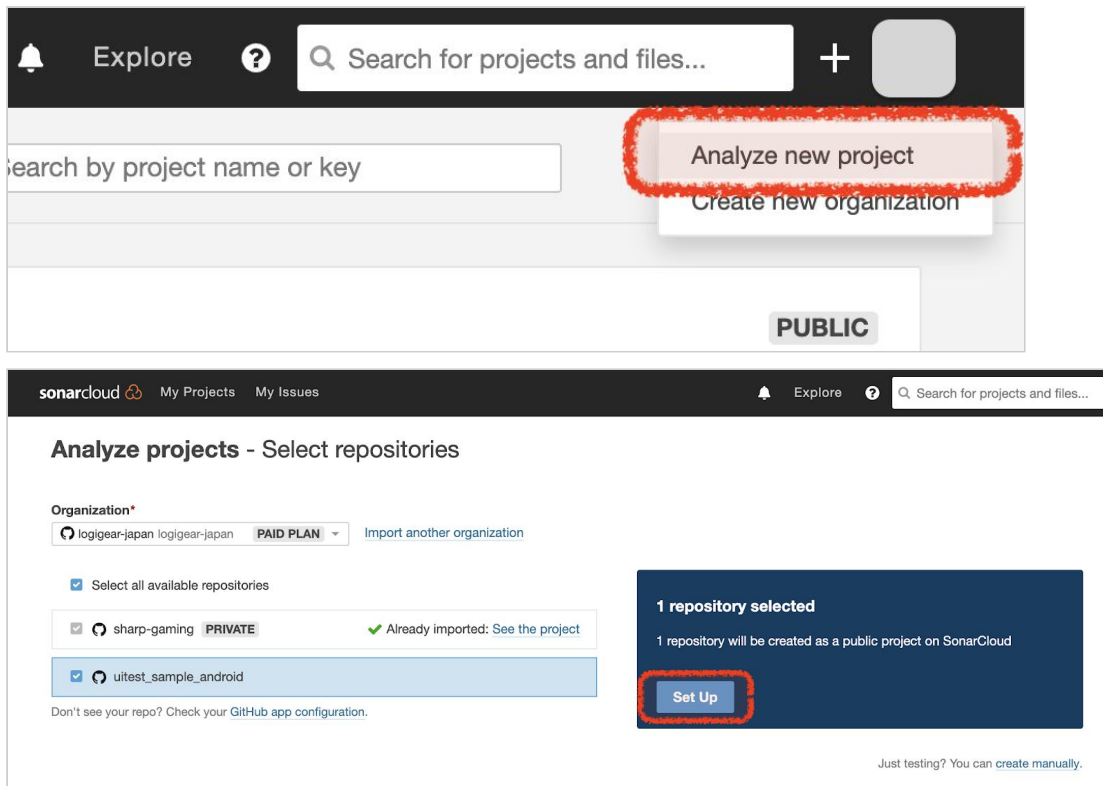 Explore ? Search for projects and files... +
Search by project name or key
Analyze new project
Create new organization
PUBLIC
sonarcloud My Projects My Issues Explore ? Search for projects and files...
Analyze projects - Select repositories
Organization*
logigear-japan logigear-japan PAID PLAN Import another organization
Select all available repositories
sharp-gaming PRIVATE Already imported: See the project
uitest_sample_android
Don't see your repo? Check your GitHub app configuration.
1 repository selected
1 repository will be created as a public project on SonarCloud
Set Up
Just testing? You can create manually.